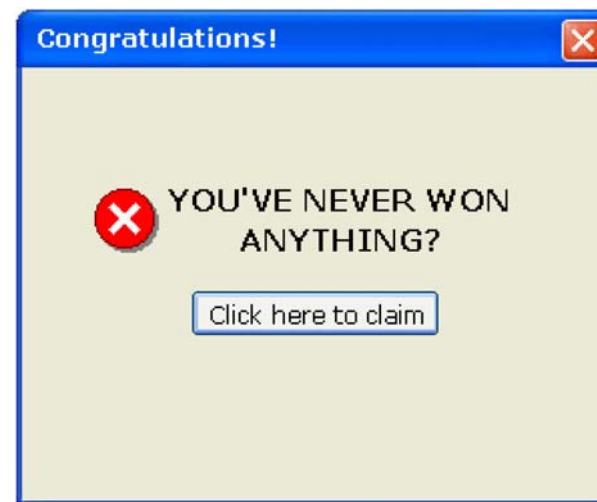 Congratulations!
YOU'VE NEVER WON
ANYTHING?
Click here to claim